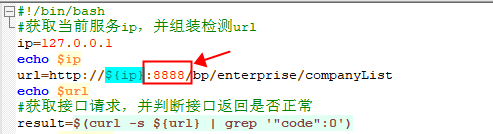 #!/bin/bash
#获取当前服务ip，并组装检测url
ip=127.0.0.1
echo $ip
url=http://${ip}:8888/bp/enterprise/companyList
echo $url
#获取接口请求，并判断接口返回是否正常
result=$(curl -s ${url} | grep '"code":0')